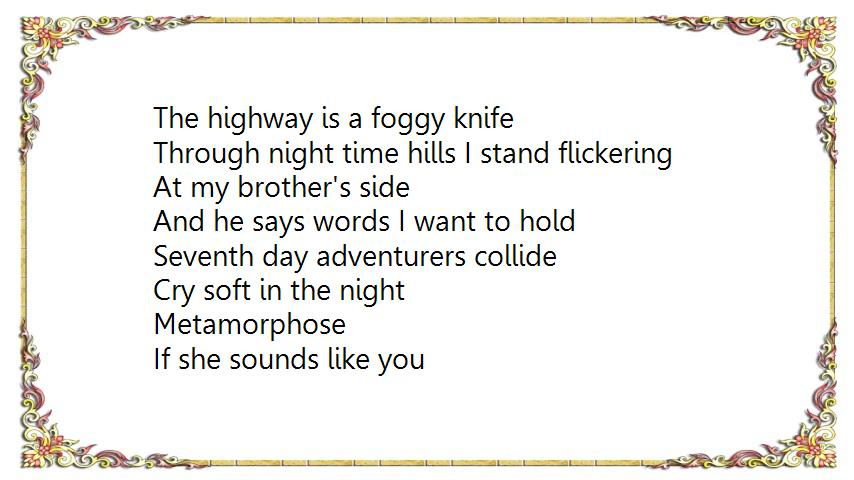 The highway is a foggy knife
Through night time hills I stand flickering
At my brother's side
And he says words I want to hold
Seventh day adventurers collide
Cry soft in the night
Metamorphose
If she sounds like you